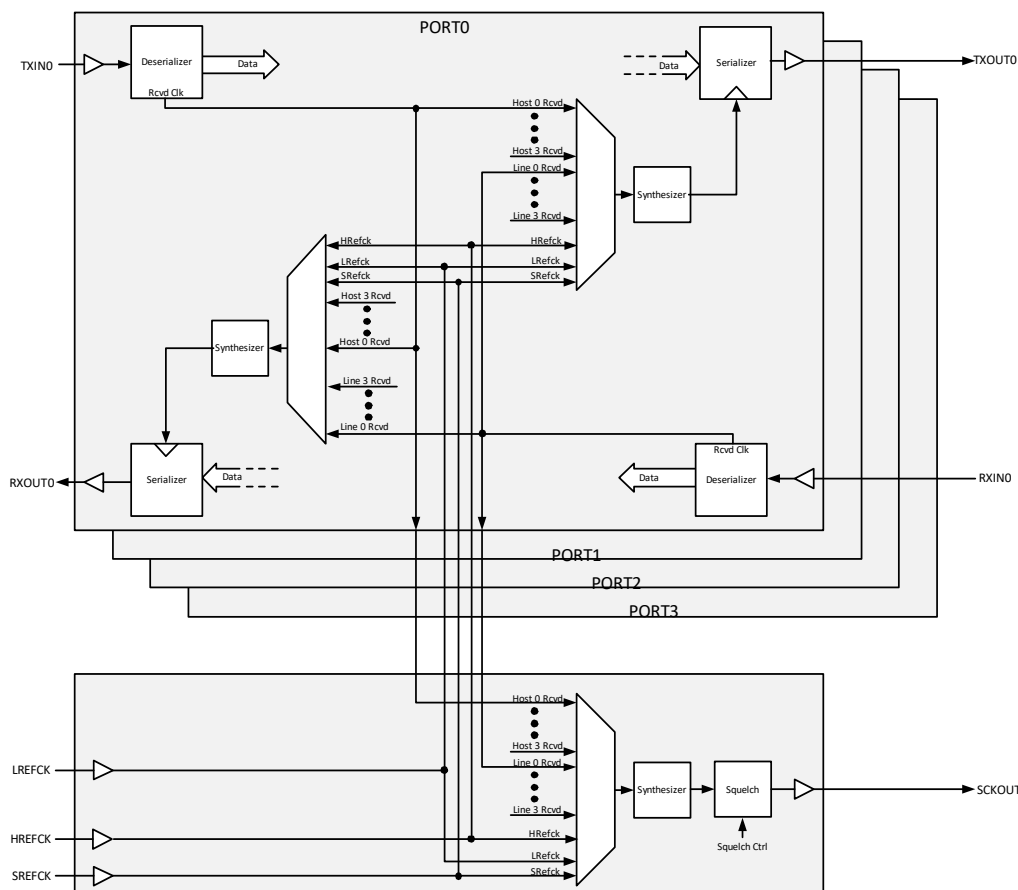 PORT0
TXIN0
Deserializer
Rcvd Clk
Data
Data
Serializer
TXOUT0
Host 0 Rcvd
Host 3 Rcvd
Line 0 Rcvd
Line 3 Rcvd
Synthesizer
HRefck
HRefck
LRefck
LRefck
SRefck
SRefck
Host 3 Rcvd
Synthesizer
Host 0 Rcvd
Line 3 Rcvd
Line 0 Rcvd
Rcvd Clk
RXOUT0
Serializer
Data
Data
Deserializer
RXIN0
PORT1
PORT2
PORT3
Host 0 Rcvd
Host 3 Rcvd
Line 0 Rcvd
LREFCK
Synthesizer
Squelch
SCKOUT
Line 3 Rcvd
HREFCK
HRefck
Squelch Ctrl
LRefck
SREFCK
SRefck